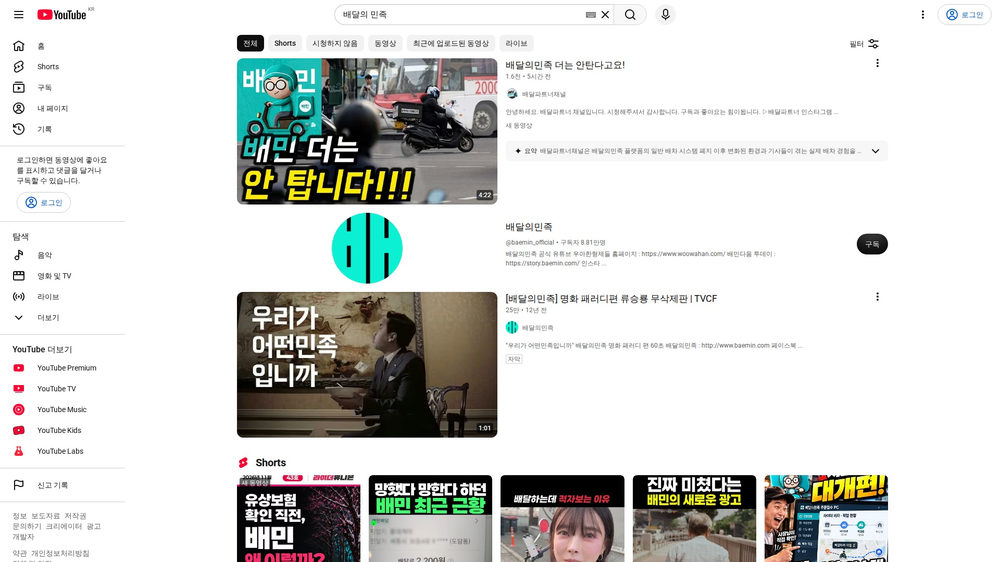 YouTube KR
배달의 민족
로그인
홈
Shorts
구독
내 페이지
기록
로그인하면 동영상에 좋아요
를 표시하고 댓글을 달거나
구독할 수 있습니다.
로그인
탐색
음악
영화 및 TV
라이브
더보기
YouTube 더보기
YouTube Premium
YouTube TV
YouTube Music
YouTube Kids
YouTube Labs
신고 기록
정보 보도자료 저작권
문의하기 크리에이터 광고
개발자
약관 개인정보처리방침
전체
Shorts
시청하지 않음
동영상
최근에 업로드된 동영상
라이브
필터
배민
배민 더는
안 탑니다!!!
4:22
배달의민족 더는 안탄다고요!
1.6천 • 5시간 전
배달파트너채널
안녕하세요. 배달파트너 채널입니다. 시청해주셔서 감사합니다. 구독과 좋아요는 힘이됩니다. ▷배달파트너 인스타그램 ...
새 동영상
요약 배달파트너채널은 배달의민족 플랫폼의 일반 배차 시스템 폐지 이후 변화된 환경과 기사들이 겪는 실제 배차 경험을 ...
배달의민족
@baemin_official • 구독자 8.81만명
배달의민족 공식 유튜브 우아한형제들 홈페이지 : https://www.woowahan.com/ 배민다움 투데이 :
https://story.baemin.com/ 인스타 ...
구독
우리가
어떤민족
입니까
1:01
[배달의민족] 명화 패러디편 류승룡 무삭제판 | TVCF
25만 • 12년 전
배달의민족
"우리가 어떤민족입니까" 배달의민족 명화 패러디 편 60초 배달의민족 : http://www.baemin.com 페이스북 ...
자막
Shorts
새 동영상
라이더유니온
유상보험
확인 직전,
배민
왜 이럴까?
망했다 망한다 하던
배민 최근 근황
배달료 2,200원
배달하는데 적자보는 이유
진짜 미쳤다는
배민의 새로운 광고
대개편!